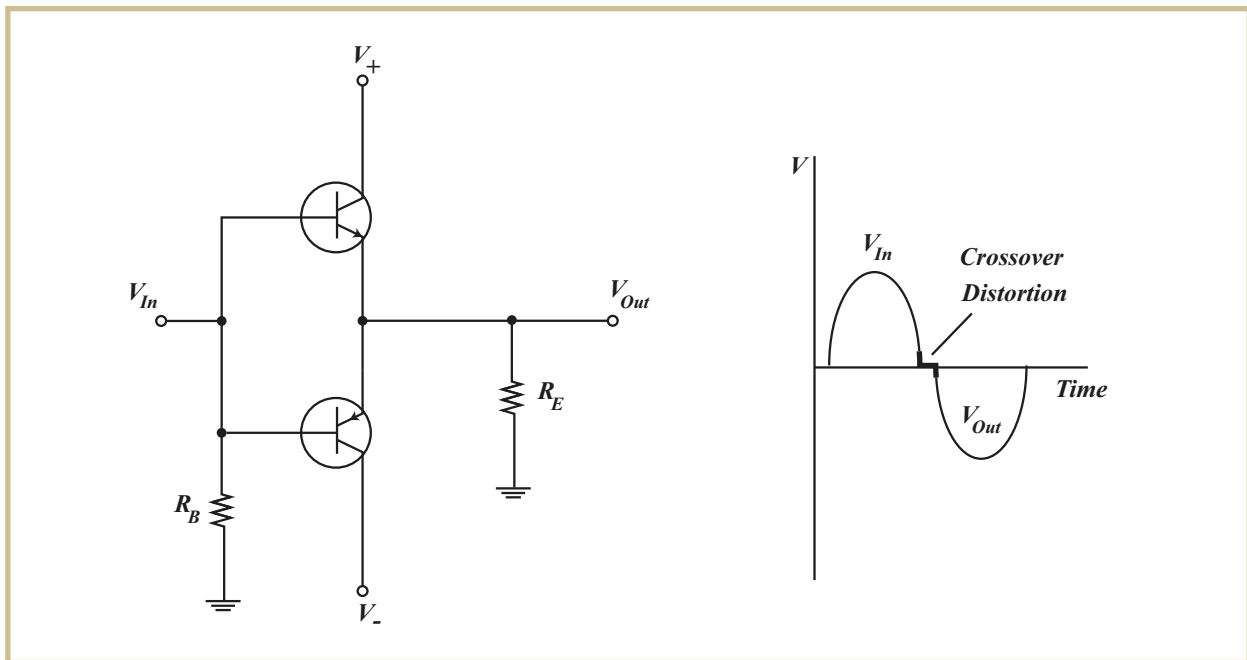 V+
VIn
VOut
RE
RB
V-
V
VIn
Crossover
Distortion
Time
VOut